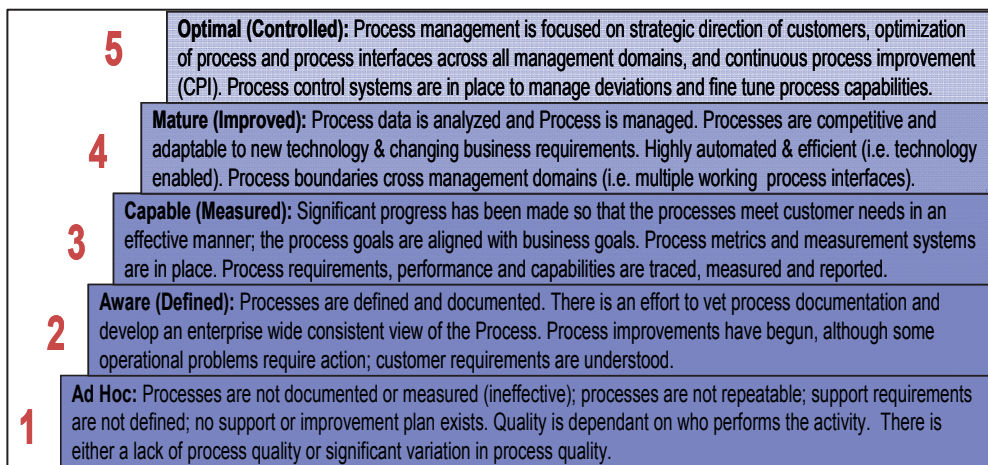 5
Optimal (Controlled): Process management is focused on strategic direction of customers, optimization
of process and process interfaces across all management domains, and continuous process improvement
(CPI). Process control systems are in place to manage deviations and fine tune process capabilities.
4
Mature (Improved): Process data is analyzed and Process is managed. Processes are competitive and
adaptable to new technology & changing business requirements. Highly automated & efficient (i.e. technology
enabled). Process boundaries cross management domains (i.e. multiple working process interfaces).
3
Capable (Measured): Significant progress has been made so that the processes meet customer needs in an
effective manner; the process goals are aligned with business goals. Process metrics and measurement systems
are in place. Process requirements, performance and capabilities are traced, measured and reported.
2
Aware (Defined): Processes are defined and documented. There is an effort to vet process documentation and
develop an enterprise wide consistent view of the Process. Process improvements have begun, although some
operational problems require action; customer requirements are understood.
1
Ad Hoc: Processes are not documented or measured (ineffective); processes are not repeatable; support requirements
are not defined; no support or improvement plan exists. Quality is dependant on who performs the activity. There is
either a lack of process quality or significant variation in process quality.